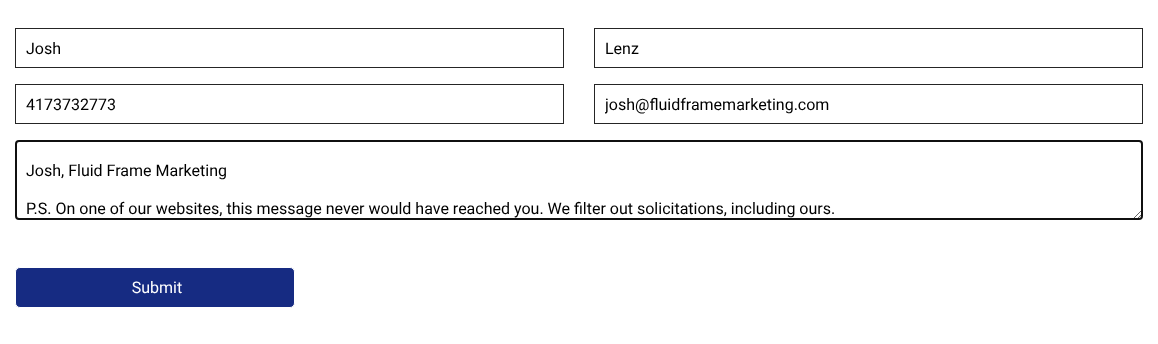 Josh
Lenz
4173732773
josh@fluidframemarketing.com
Josh, Fluid Frame Marketing
P.S. On one of our websites, this message never would have reached you. We filter out solicitations, including ours.
Submit